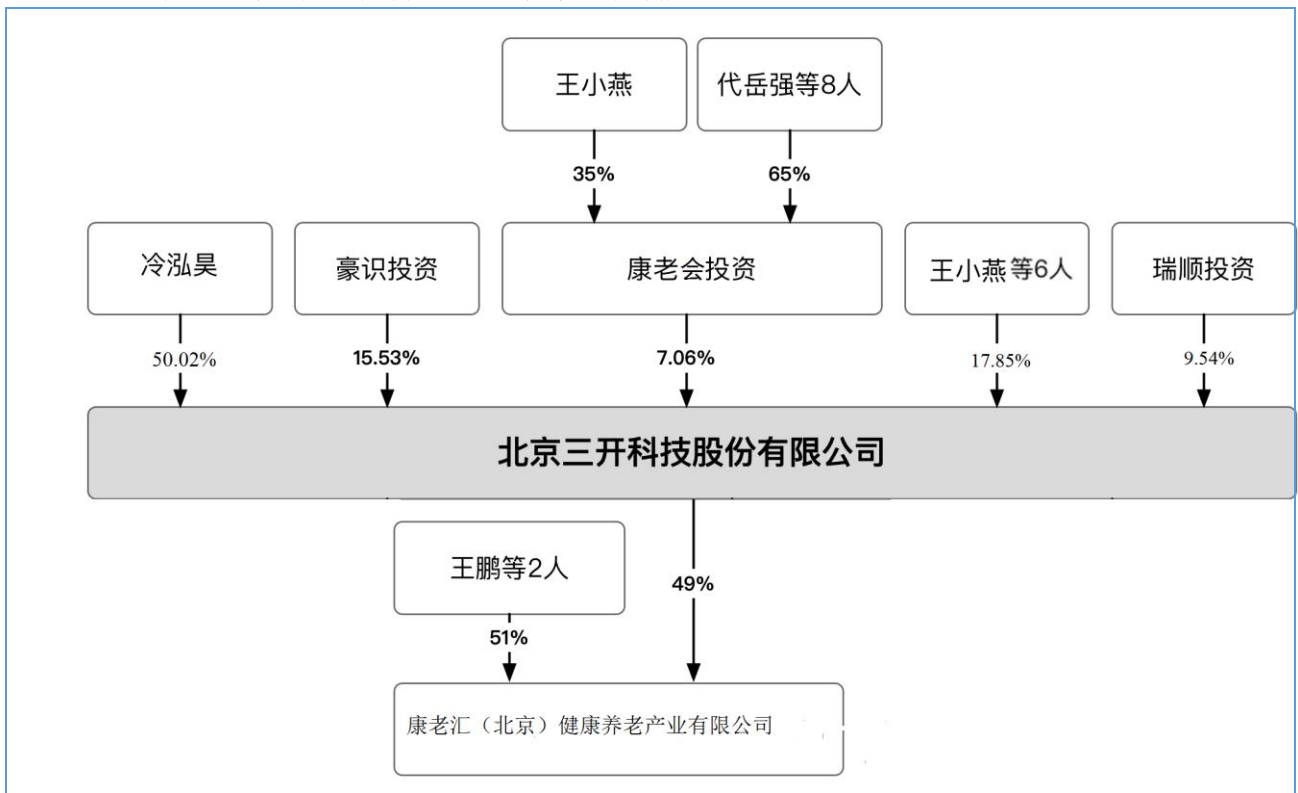 王小燕
代岳强等8人
35%
65%
冷泓昊
豪识投资
康老会投资
王小燕等6人
瑞顺投资
50.02%
15.53%
7.06%
17.85%
9.54%
北京三开科技股份有限公司
王鹏等2人
49%
51%
康老汇（北京）健康养老产业有限公司